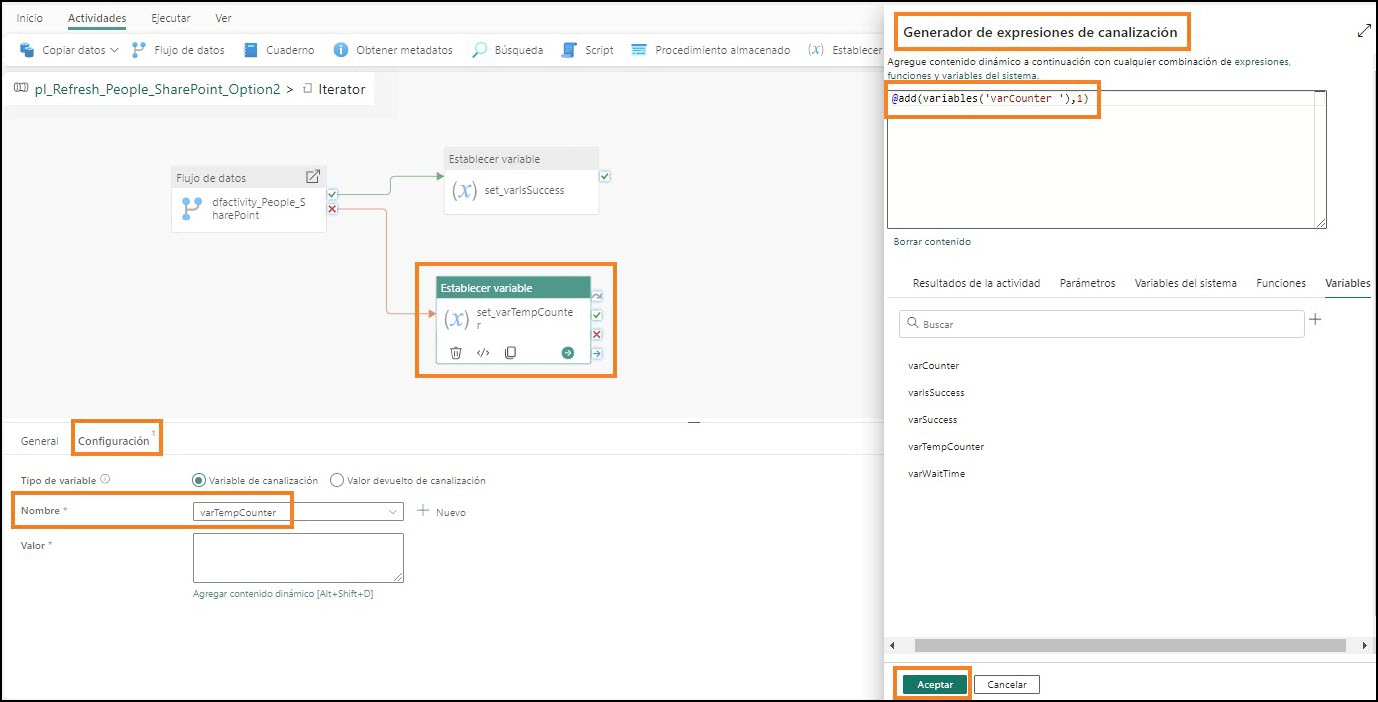 Inicio Actividades Ejecutar Ver
Copiar datos Flujo de datos Cuaderno Obtener metadatos Búsqueda Script Procedimiento almacenado (x) Establecer
pl_Refresh_People_SharePoint_Option2 > Iterator
Flujo de datos
dfactivity_People_S
harePoint
Establecer variable
(x) set_varIsSuccess
Establecer variable
(x) set_varTempCounte
r
General Configuración 1
Tipo de variable Variable de canalización Valor devuelto de canalización
Nombre * varTempCounter + Nuevo
Valor *
Agregar contenido dinámico [Alt+Shift+D]
Generador de expresiones de canalización
Agregue contenido dinámico a continuación con cualquier combinación de expresiones,
funciones y variables del sistema.
@add(variables('varCounter '),1)
Borrar contenido
Resultados de la actividad Parámetros Variables del sistema Funciones Variables
Buscar
varCounter
varIsSuccess
varSuccess
varTempCounter
varWaitTime
Aceptar Cancelar